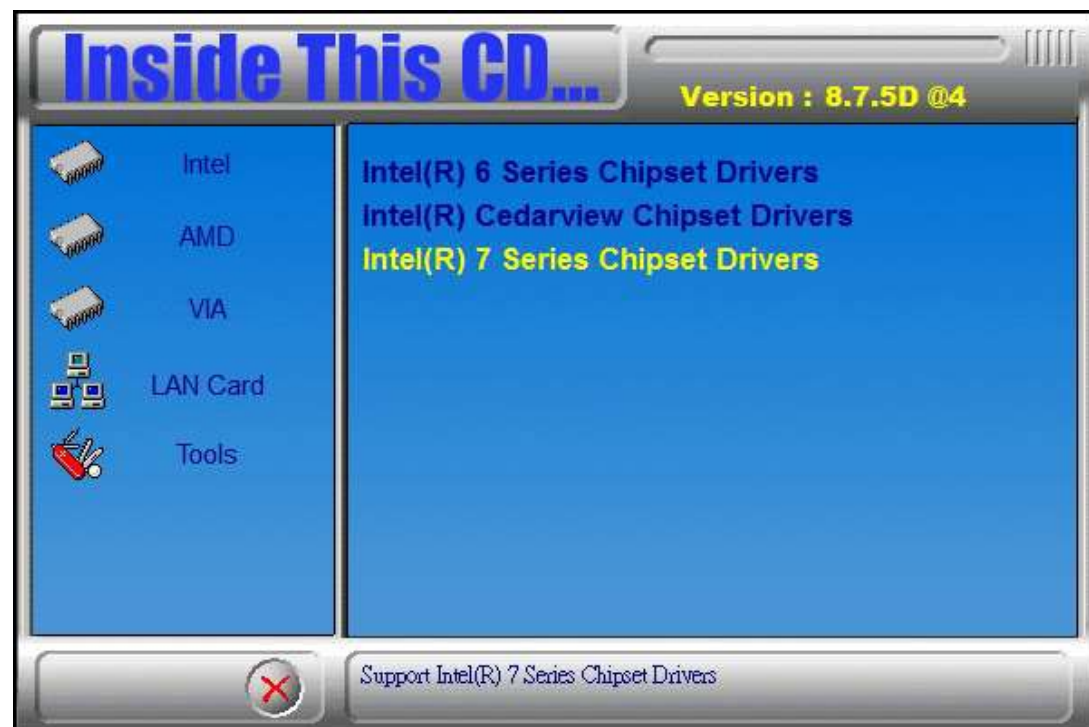 Inside This CD...
Version : 8.7.5D @4
Intel
AMD
VIA
LAN Card
Tools
Intel(R) 6 Series Chipset Drivers
Intel(R) Cedarview Chipset Drivers
Intel(R) 7 Series Chipset Drivers
Support Intel(R) 7 Series Chipset Drivers